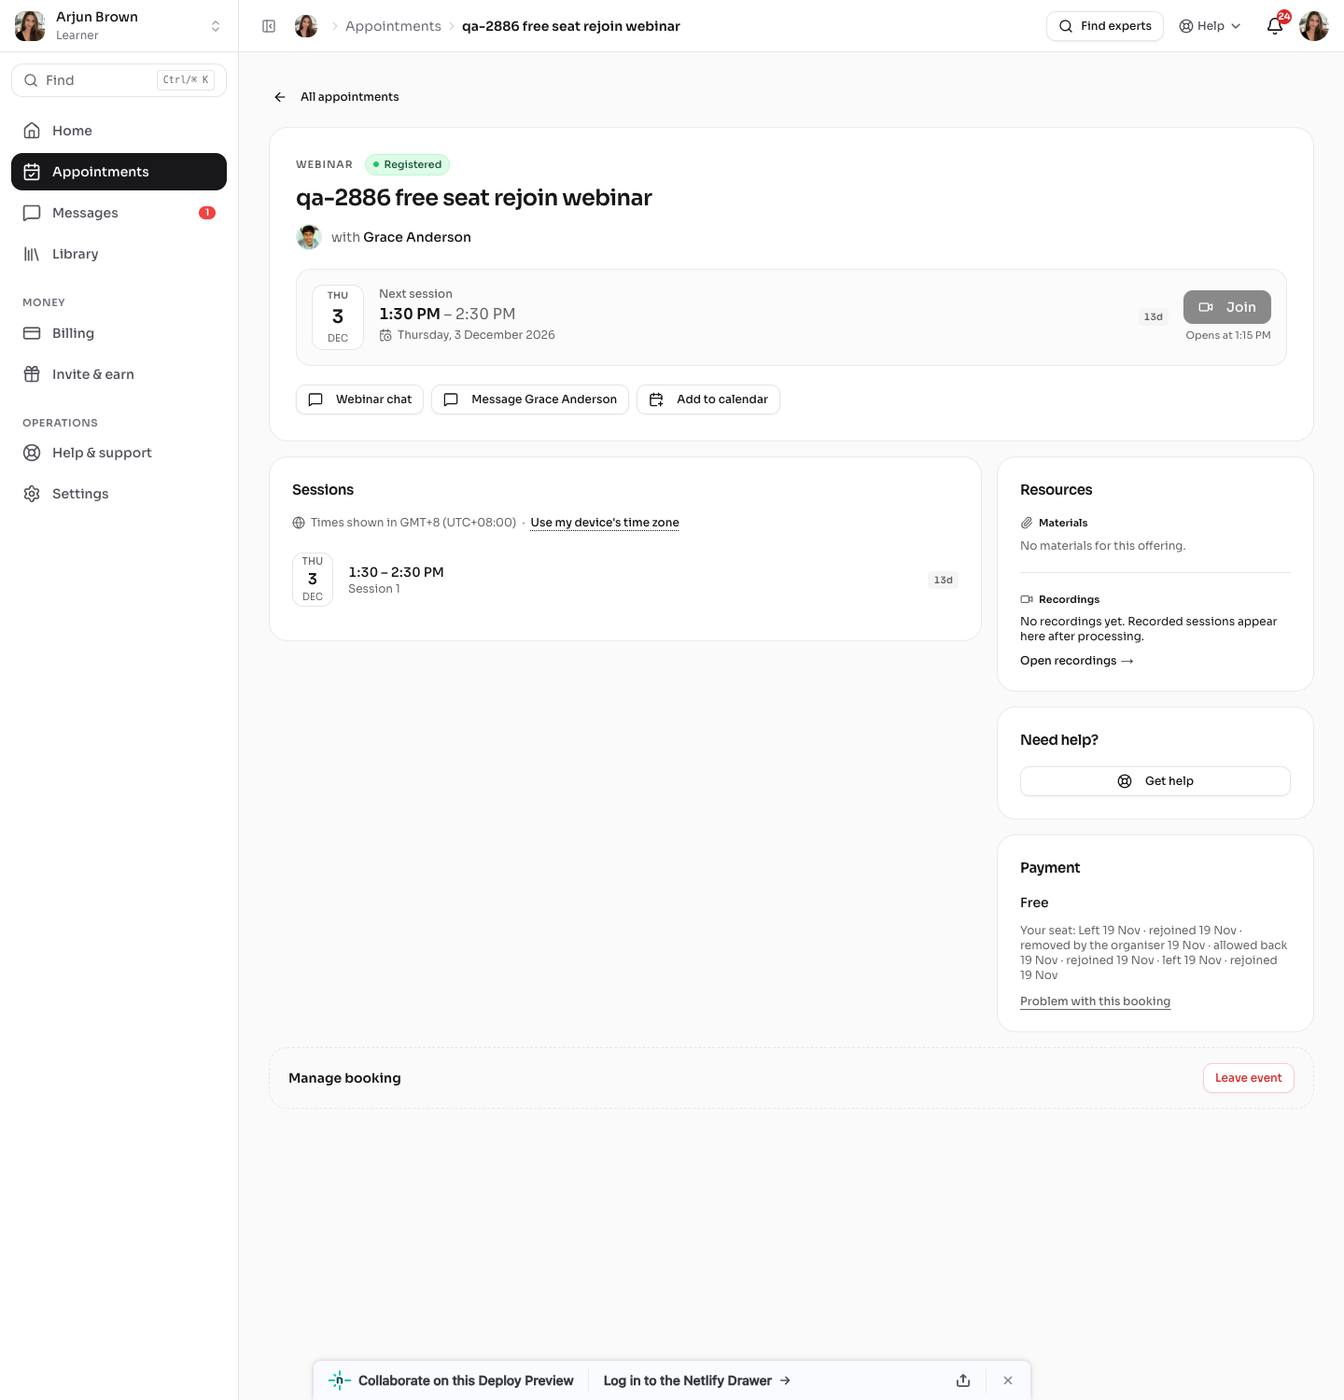 Arjun Brown
Learner
Find
Ctrl/⌘ K
Home
Appointments
Messages
1
Library
MONEY
Billing
Invite & earn
OPERATIONS
Help & support
Settings
Appointments
qa-2886 free seat rejoin webinar
Find experts
Help
24
All appointments
WEBINAR
Registered
qa-2886 free seat rejoin webinar
with Grace Anderson
THU
3
DEC
Next session
1:30 PM – 2:30 PM
Thursday, 3 December 2026
13d
Join
Opens at 1:15 PM
Webinar chat
Message Grace Anderson
Add to calendar
Sessions
Times shown in GMT+8 (UTC+08:00) · Use my device's time zone
THU
3
DEC
1:30 – 2:30 PM
Session 1
13d
Resources
Materials
No materials for this offering.
Recordings
No recordings yet. Recorded sessions appear
here after processing.
Open recordings →
Need help?
Get help
Payment
Free
Your seat: Left 19 Nov · rejoined 19 Nov ·
removed by the organiser 19 Nov · allowed back
19 Nov · rejoined 19 Nov · left 19 Nov · rejoined
19 Nov
Problem with this booking
Manage booking
Leave event
Collaborate on this Deploy Preview
Log in to the Netlify Drawer →